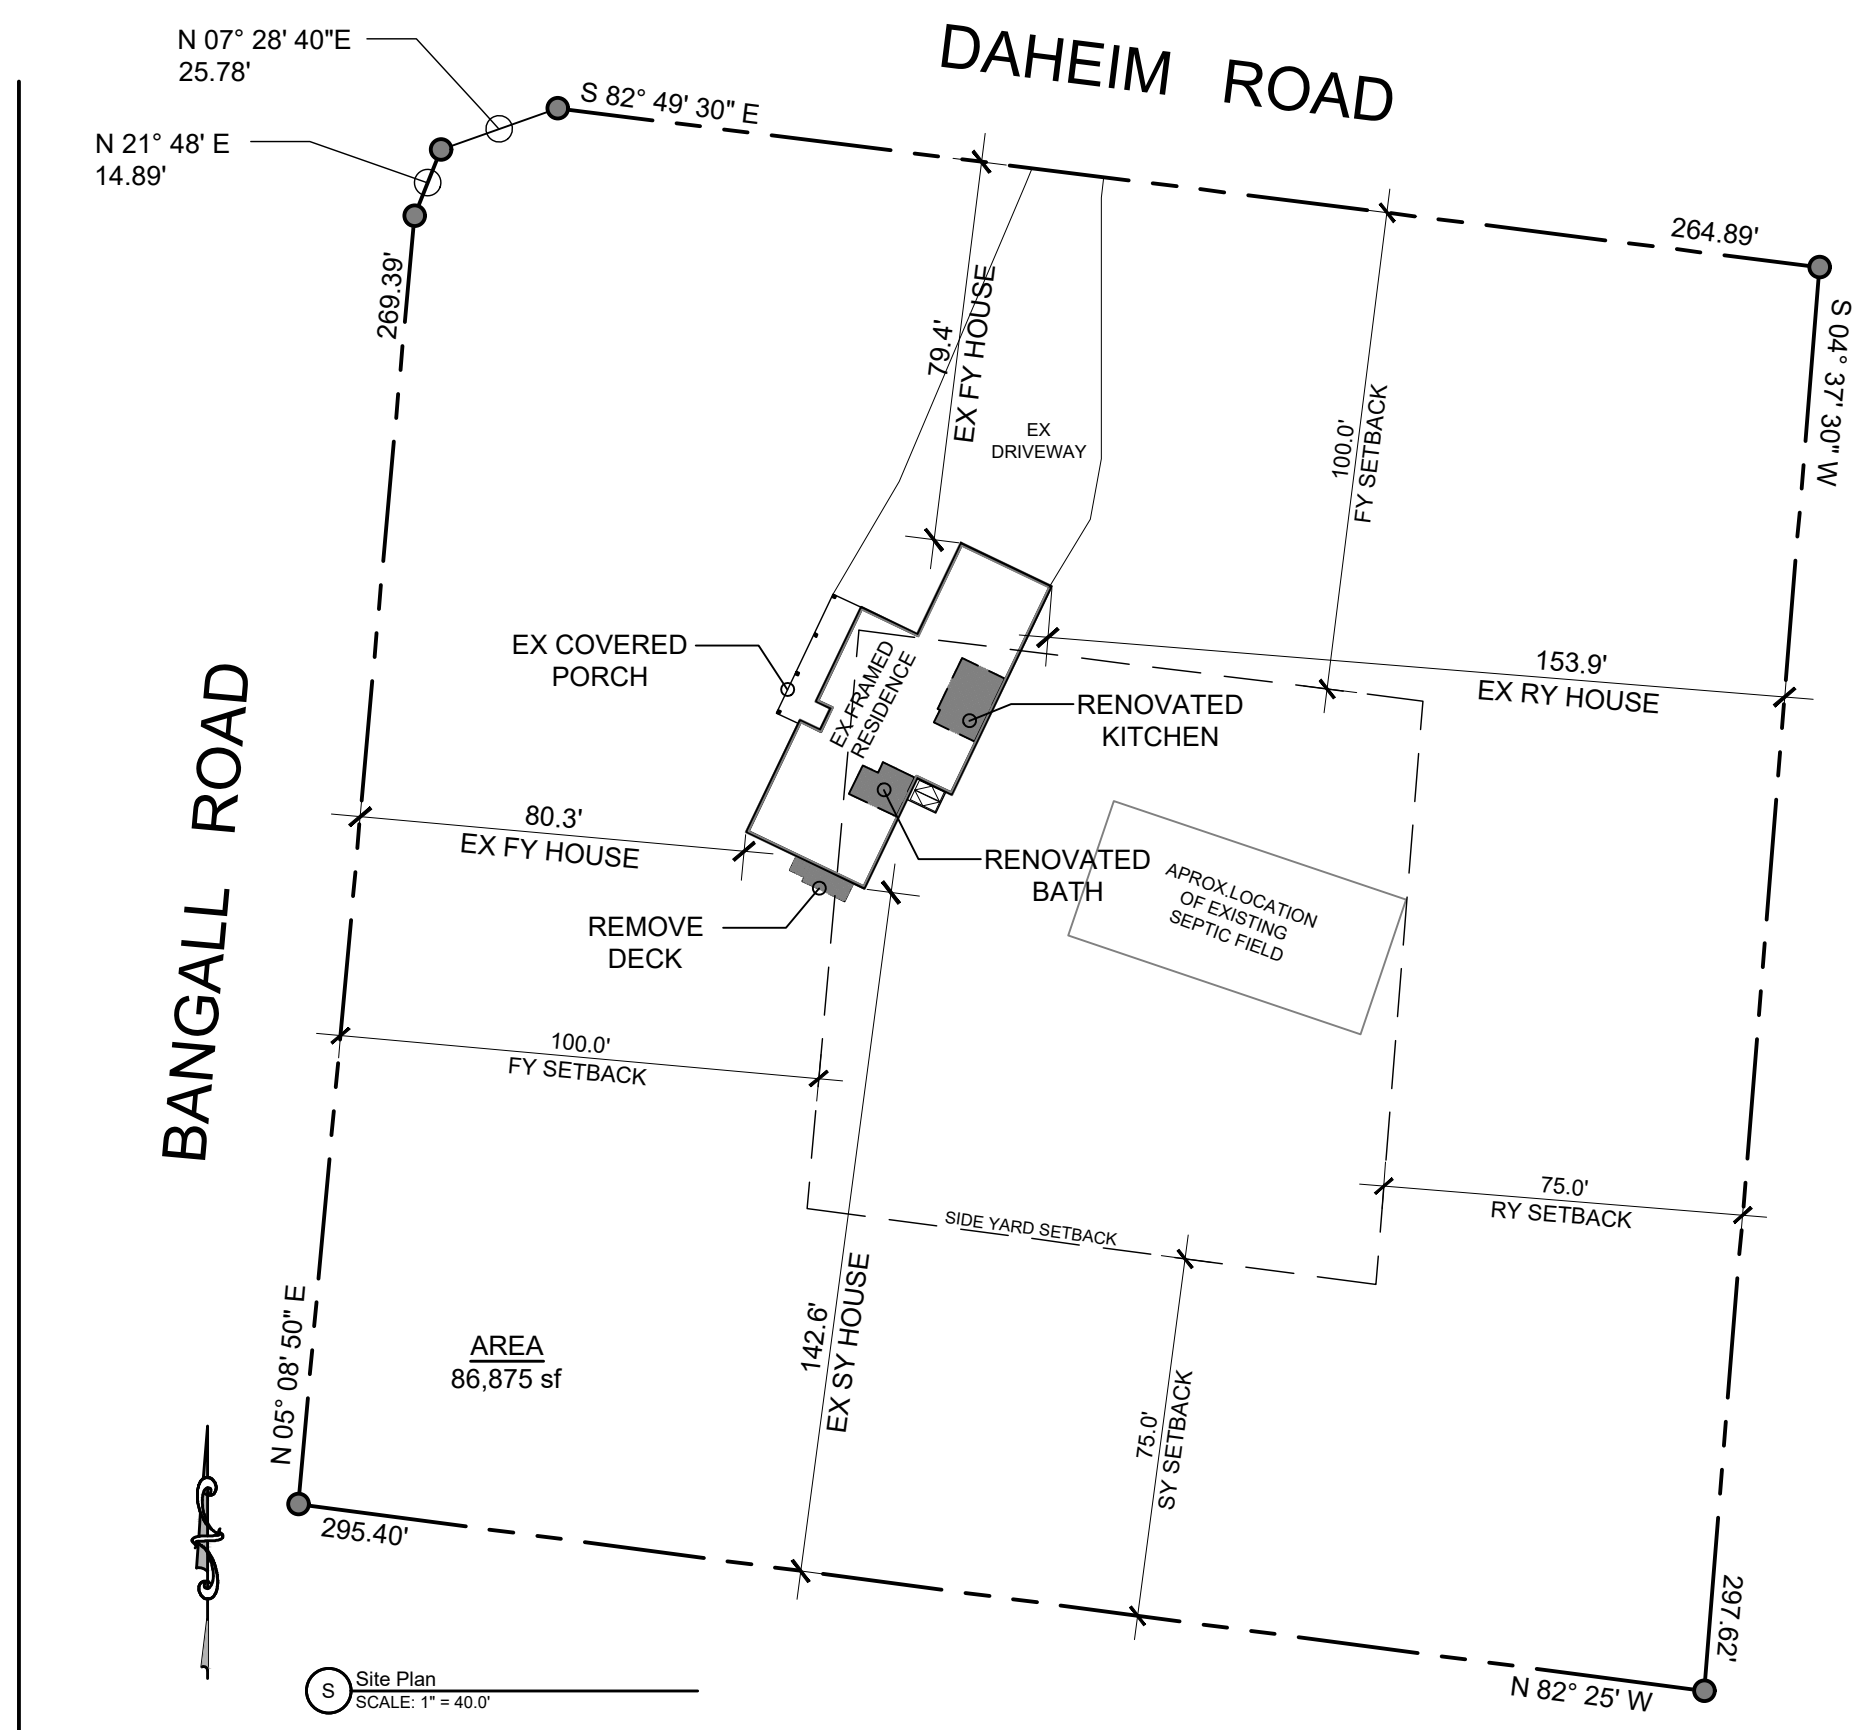 DAHEIM ROAD
N 07° 28' 40"E
25.78'
S 82° 49' 30" E
N 21° 48' E
14.89'
264.89'
269.39'
S 04° 37' 30" W
79.4'
EX FY HOUSE
EX
DRIVEWAY
100.0'
FY SETBACK
EX COVERED
PORCH
EX FRAMED
RESIDENCE
153.9'
EX RY HOUSE
RENOVATED
KITCHEN
BANGALL ROAD
80.3'
EX FY HOUSE
RENOVATED
BATH
APROX.LOCATION
OF EXISTING
SEPTIC FIELD
REMOVE
DECK
100.0'
FY SETBACK
75.0'
RY SETBACK
SIDE YARD SETBACK
142.6'
EX SY HOUSE
N 05° 08' 50" E
AREA
86,875 sf
75.0'
SY SETBACK
295.40'
297.62'
N 82° 25' W
S
Site Plan
SCALE: 1" = 40.0'